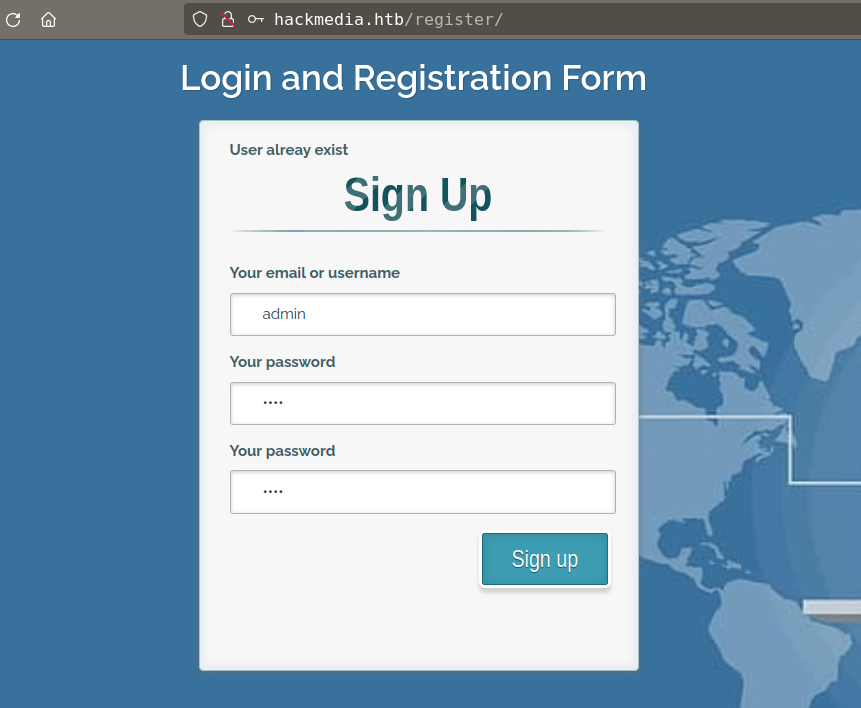 hackmedia.htb/register/
Login and Registration Form
User alreay exist
Sign Up
Your email or username
admin
Your password
••••
Your password
••••
Sign up